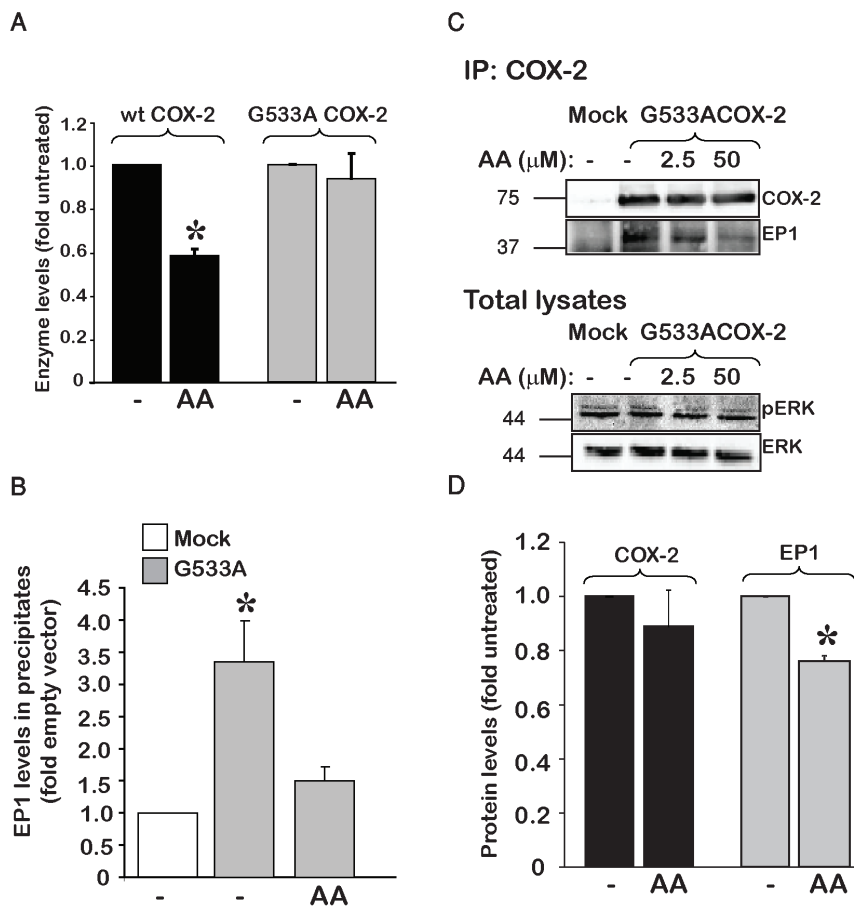 A
wt COX-2 G533A COX-2
Enzyme levels (fold untreated)
1.2
1.0
0.8
0.6
0.4
0.2
0
*
- AA - AA
B
Mock
G533A
EP1 levels in precipitates
(fold empty vector)
4.5
4.0
3.5
3.0
2.5
2.0
1.5
1.0
0.5
0
*
- - AA
C
IP: COX-2
Mock G533ACOX-2
AA (µM): - - 2.5 50
75 COX-2
37 EP1
Total lysates
Mock G533ACOX-2
AA (µM): - - 2.5 50
44 pERK
44 ERK
D
COX-2 EP1
Protein levels (fold untreated)
1.2
1.0
0.8
0.6
0.4
0.2
0
*
- AA - AA